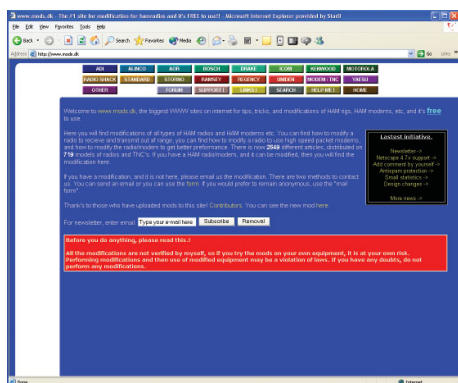 www.mods.dk - The #1 site for modification for hamradios and it's FREE to use!! - Microsoft Internet Explorer provided by
File Edit View Favorites Tools Help
Back Search Favorites Media
Address http://www.mods.dk
ADI ALINCO AOR BOSCH DRAKE ICOM KENWOOD MOTOROLA
RADIO SHACK STANDARD STORNO RAMSEY REGENCY UNIDEN MODEM / TNC YAESU
OTHER FORUM SUPPORT LINKS SEARCH HELP ME HOME
Welcome to www.mods.dk, the biggest WWW sites on internet for tips, tricks, and modifications of HAM rigs, HAM modems, etc, and it's free
to use.
Here you will find modifications of all types of HAM radios and HAM modems etc. You can find how to modify a
radio to receive and transmit out of range, you can find how to modify a radio to use high speed packet modems,
and how to modify the radio/modem to get better preformance. There is now 2549 different articles, distributed on
719 models of radios and TNC's. If you have a HAM radio/modem, and it can be modified, then you will find the
modification here.
Lastest initiative.
Newsletter ->
Netscape 4.7+ support ->
Add comment by yourself ->
Antispam protection ->
Small statistics ->
Design changes ->
More news ->
If you have a modification, and it is not here, please email us the modification. There are two methods to contact
us. You can send an email or you can use the form. If you would prefer to remain anonymous, use the "mail
form".
Thank's to those who have uploaded mods to this site! Contributors. You can see the new mod here.
For newsletter, enter email Type your e-mail here Subscribe Removal
Before you do anything, please read this.!
All the modifications are not verified by myself, so if you try the mods on your own equipment, it is at your own risk.
Performing modifications and then use of modified equipment may be a violation of laws. If you have any doubts, do not
perform any modifications.
Internet